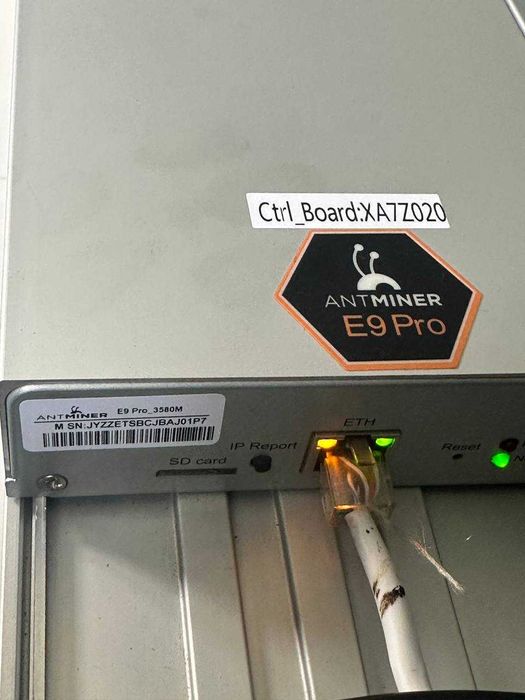 Ctrl_Board:XA7Z020
ANTMINER
E9 Pro
ANTMINER E9 Pro_3580M
M SN:JYZZETSBCJBAJ01P7
ETH
IP Report
SD card
Reset
N